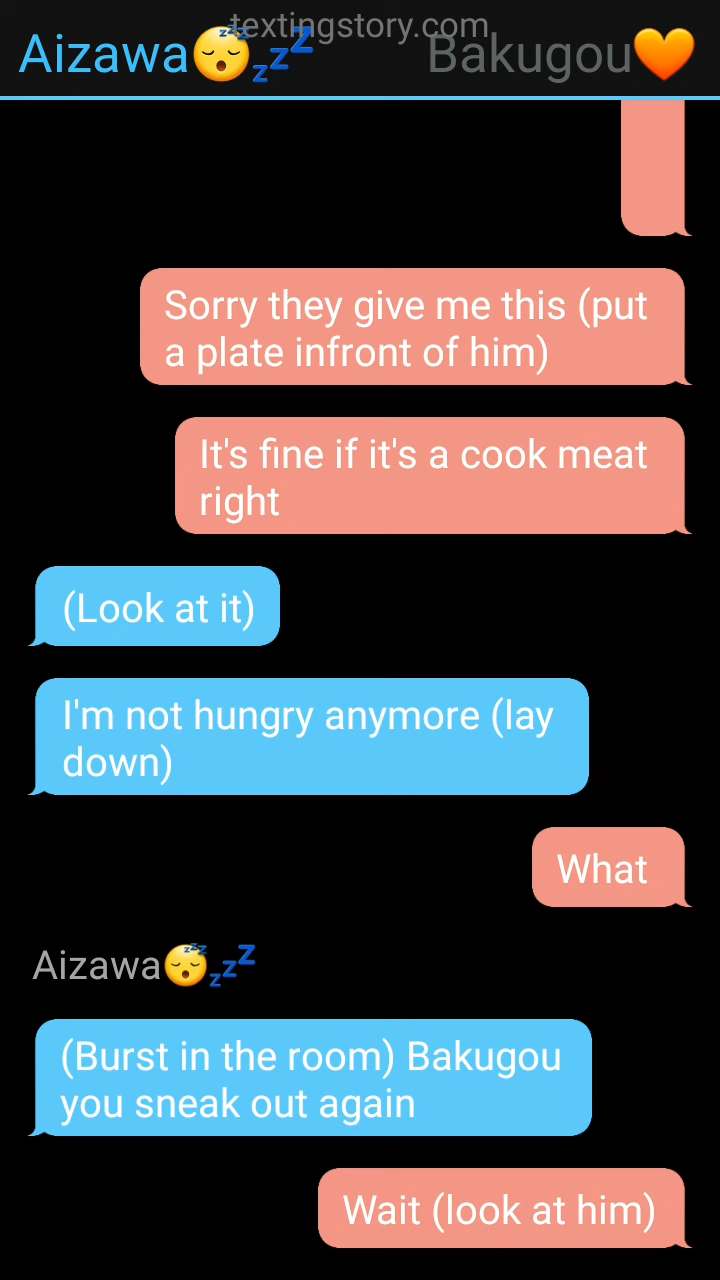 textingstory.com
Aizawa😴💤 Bakugou🧡
Sorry they give me this (put
a plate infront of him)
It's fine if it's a cook meat
right
(Look at it)
I'm not hungry anymore (lay
down)
What
Aizawa😴💤
(Burst in the room) Bakugou
you sneak out again
Wait (look at him)